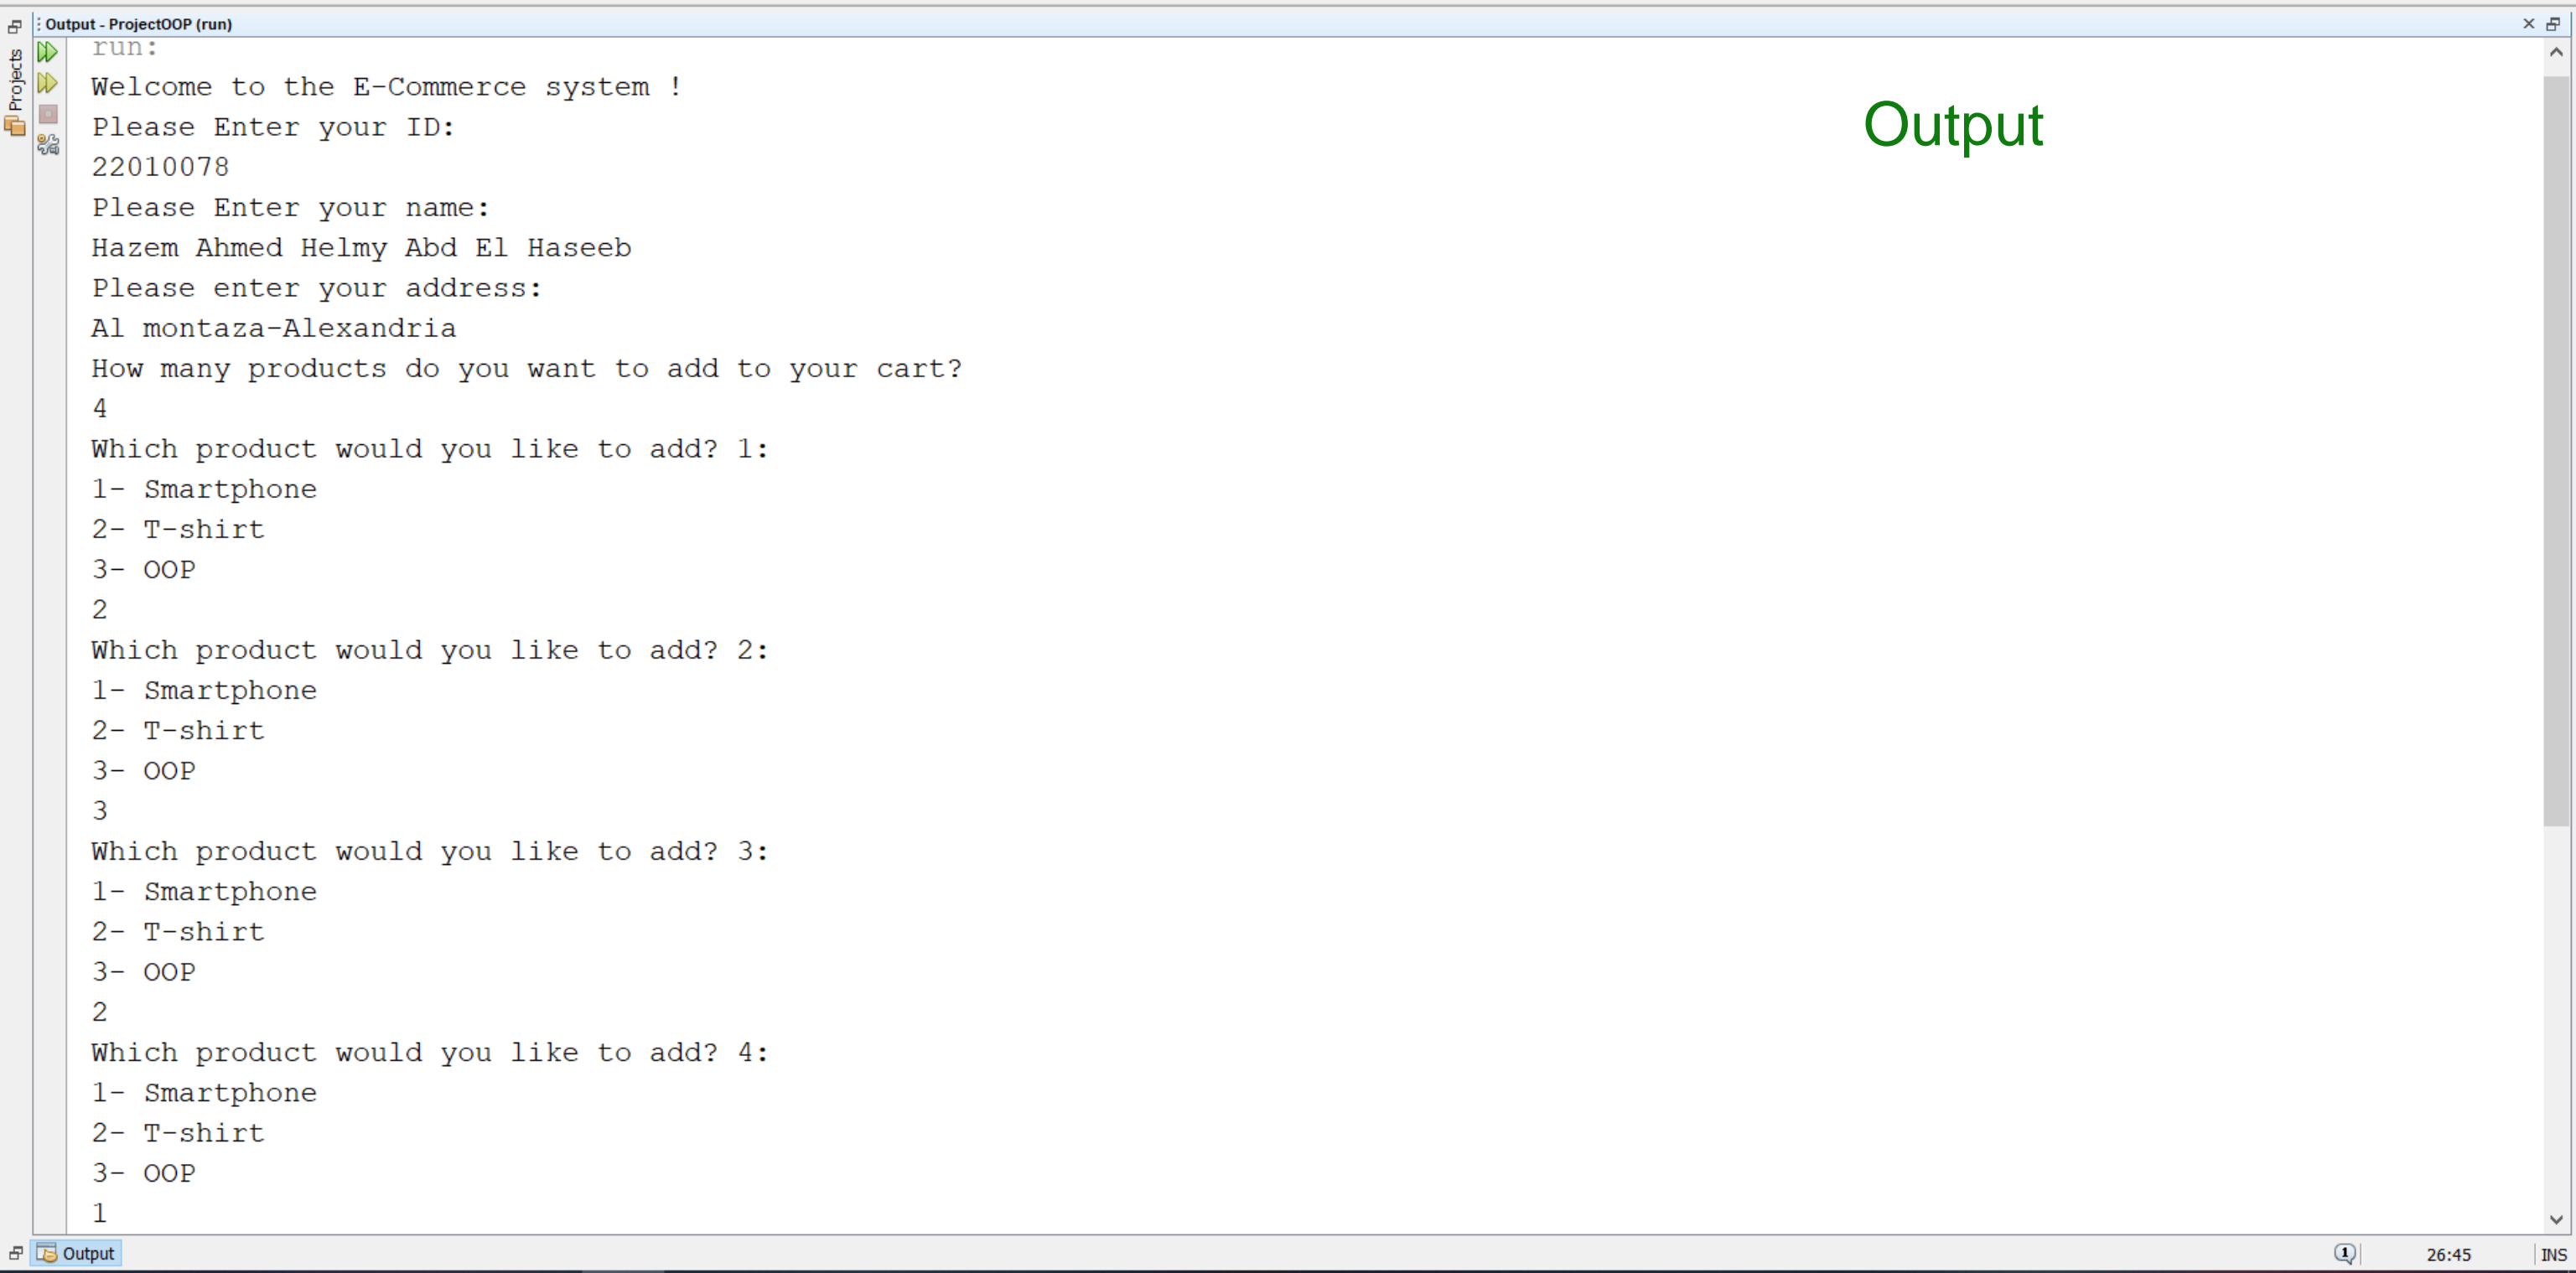 Output - ProjectOOP (run)
Projects
run:
Welcome to the E-Commerce system !
Please Enter your ID:
22010078
Please Enter your name:
Hazem Ahmed Helmy Abd El Haseeb
Please enter your address:
Al montaza-Alexandria
How many products do you want to add to your cart?
4
Which product would you like to add? 1:
1- Smartphone
2- T-shirt
3- OOP
2
Which product would you like to add? 2:
1- Smartphone
2- T-shirt
3- OOP
3
Which product would you like to add? 3:
1- Smartphone
2- T-shirt
3- OOP
2
Which product would you like to add? 4:
1- Smartphone
2- T-shirt
3- OOP
1
Output
Output
1
26:45
INS